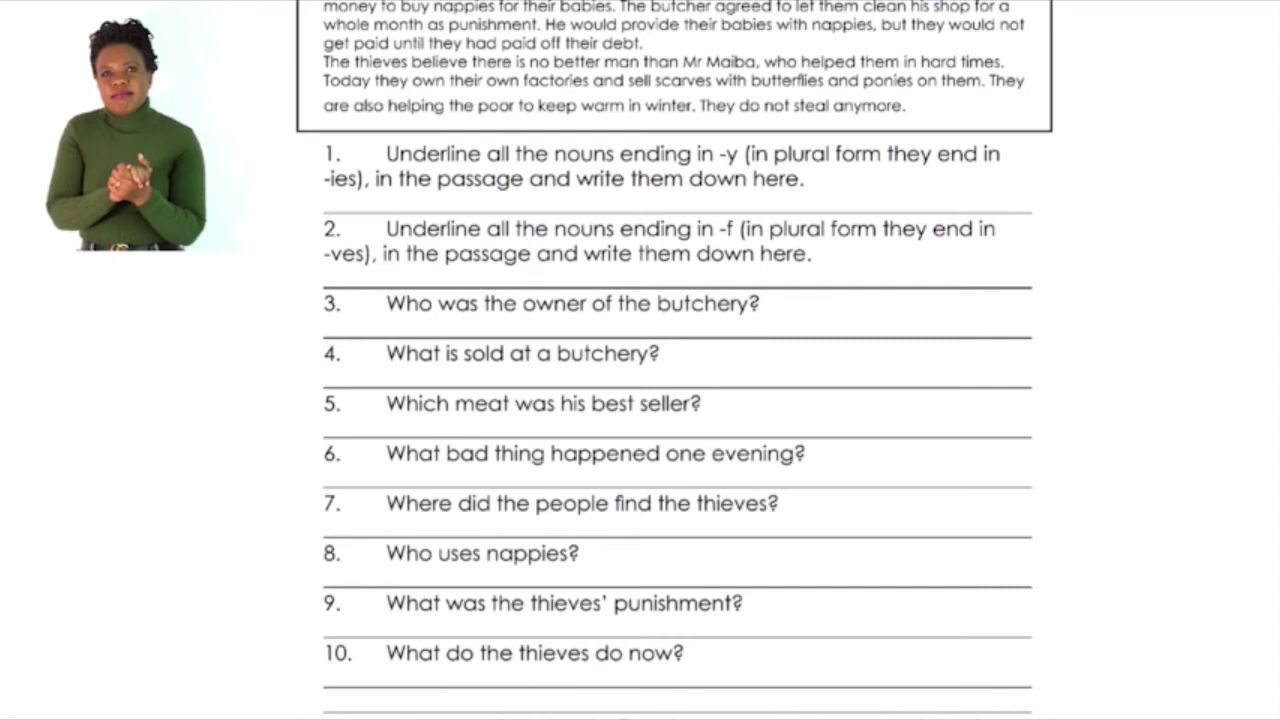 money to buy nappies for their babies. The butcher agreed to let them clean his shop for a
whole month as punishment. He would provide their babies with nappies, but they would not
get paid until they had paid off their debt.
The thieves believe there is no better man than Mr Maiba, who helped them in hard times.
Today they own their own factories and sell scarves with butterflies and ponies on them. They
are also helping the poor to keep warm in winter. They do not steal anymore.
1. Underline all the nouns ending in -y (in plural form they end in
-ies), in the passage and write them down here.
2. Underline all the nouns ending in -f (in plural form they end in
-ves), in the passage and write them down here.
3. Who was the owner of the butchery?
4. What is sold at a butchery?
5. Which meat was his best seller?
6. What bad thing happened one evening?
7. Where did the people find the thieves?
8. Who uses nappies?
9. What was the thieves' punishment?
10. What do the thieves do now?